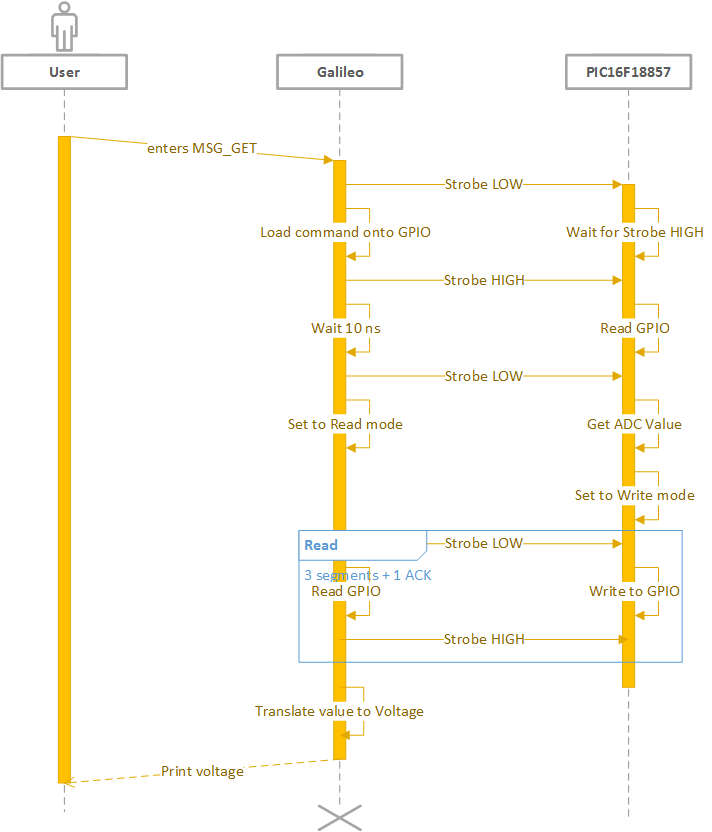 User
Galileo
PIC16F18857
enters MSG_GET
Strobe LOW
Load command onto GPIO
Wait for Strobe HIGH
Strobe HIGH
Wait 10 ns
Read GPIO
Strobe LOW
Set to Read mode
Get ADC Value
Set to Write mode
Read
Strobe LOW
3 segments + 1 ACK
Read GPIO
Write to GPIO
Strobe HIGH
Translate value to Voltage
Print voltage